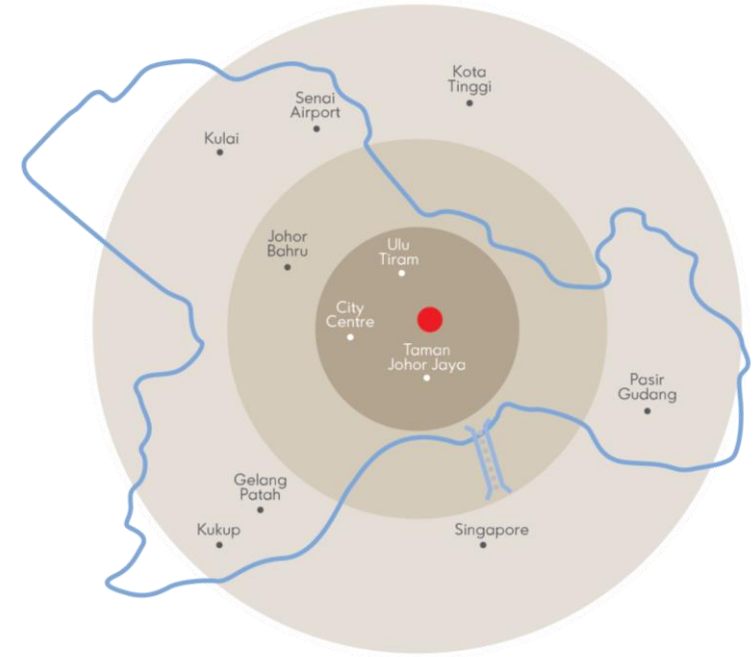 Kota
Tinggi
Senai
Airport
Kulai
Johor
Bahru
Ulu
Tiram
City
Centre
Taman
Johor Jaya
Pasir
Gudang
Gelang
Patah
Kukup
Singapore